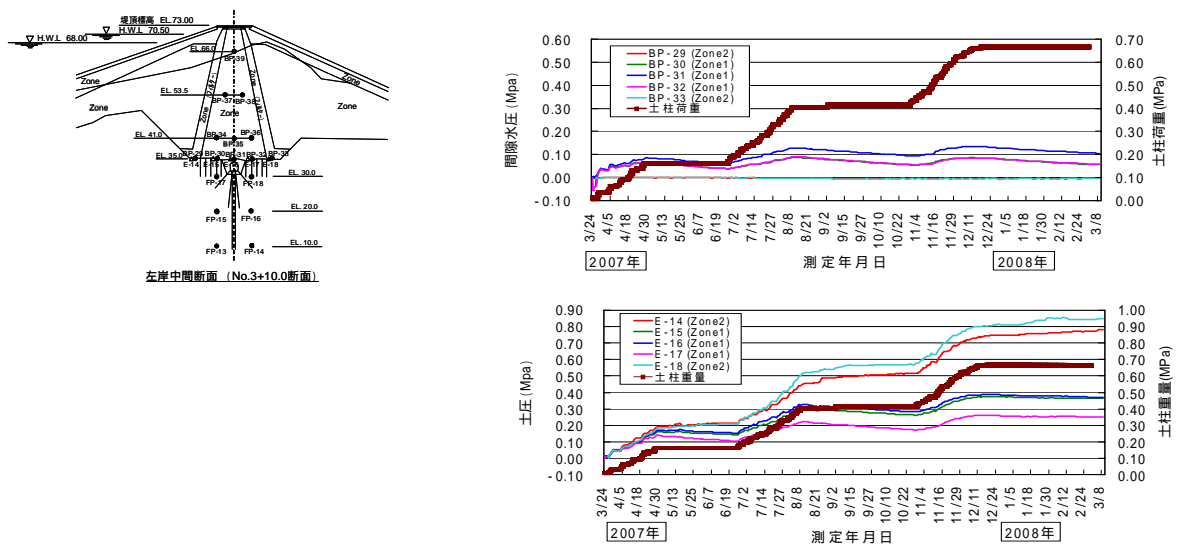 堤頂標高 EL.73.00
H.W.L 70.50
H.W.L 68.00
EL.66.0
BP-39
Zone
Zone
Zone
Zone
Zone
Zone
Zone
(フィルター)
(フィルター)
EL. 53.5
BP-37
BP-38
EL. 41.0
BP-34
BP-36
BP-35
EL.35.0
BP-29
BP-30
BP-31
BP-32
BP-33
E-14
E-15
E-16
E-17
E-18
FP-17
FP-18
EL. 30.0
FP-15
FP-16
EL. 20.0
FP-13
FP-14
EL. 10.0
左岸中間断面 (No.3+10.0断面)
間隙水圧(Mpa)
0.60
0.50
0.40
0.30
0.20
0.10
0.00
-0.10
BP-29(Zone2)
BP-30(Zone1)
BP-31(Zone1)
BP-32(Zone1)
BP-33(Zone2)
土柱荷重
0.70
0.60
0.50
0.40
0.30
0.20
0.10
0.00
土柱荷重(MPa)
3/24 4/5 4/18 4/30 5/13 5/25 6/7 6/19 7/2 7/14 7/27 8/8 8/21 9/2 9/15 9/27 10/10 10/22 11/4 11/16 11/29 12/11 12/24 1/5 1/18 1/30 2/12 2/24 3/8
2007年
測定年月日
2008年
土圧(Mpa)
0.90
0.80
0.70
0.60
0.50
0.40
0.30
0.20
0.10
0.00
-0.10
E-14(Zone2)
E-15(Zone1)
E-16(Zone1)
E-17(Zone1)
E-18(Zone2)
土柱重量
1.00
0.90
0.80
0.70
0.60
0.50
0.40
0.30
0.20
0.10
0.00
土柱重量(MPa)
3/24 4/5 4/18 4/30 5/13 5/25 6/7 6/19 7/2 7/14 7/27 8/8 8/21 9/2 9/15 9/27 10/10 10/22 11/4 11/16 11/29 12/11 12/24 1/5 1/18 1/30 2/12 2/24 3/8
2007年
測定年月日
2008年